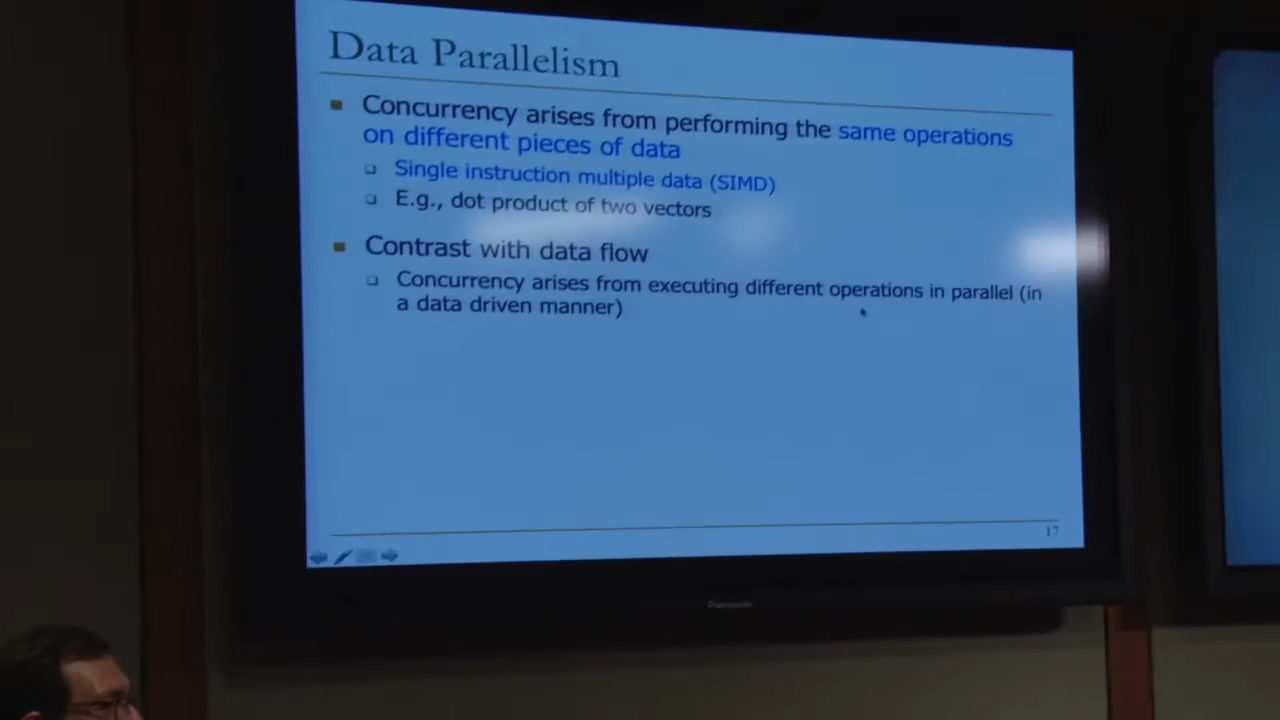 Data Parallelism
Concurrency arises from performing the same operations
on different pieces of data
Single instruction multiple data (SIMD)
E.g., dot product of two vectors
Contrast with data flow
Concurrency arises from executing different operations in parallel (in
a data driven manner)
17
Panasonic